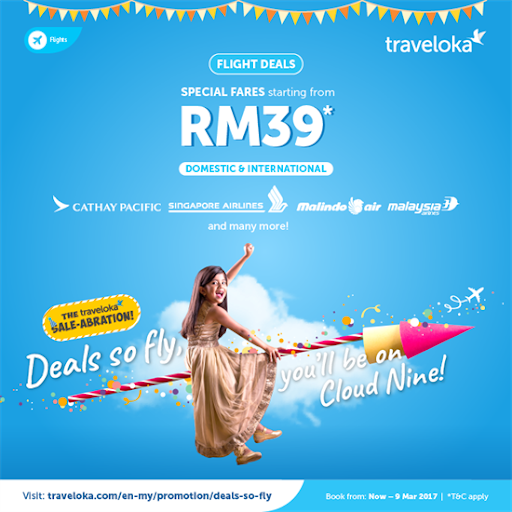 Flights
traveloka
FLIGHT DEALS
SPECIAL FARES starting from
RM39*
DOMESTIC & INTERNATIONAL
CATHAY PACIFIC SINGAPORE AIRLINES Malindo air malaysia airlines
and many more!
THE traveloka
SALE-ABRATION!
Deals so fly,
you'll be on
Cloud Nine!
Visit: traveloka.com/en-my/promotion/deals-so-fly
Book from: Now – 9 Mar 2017 | *T&C apply